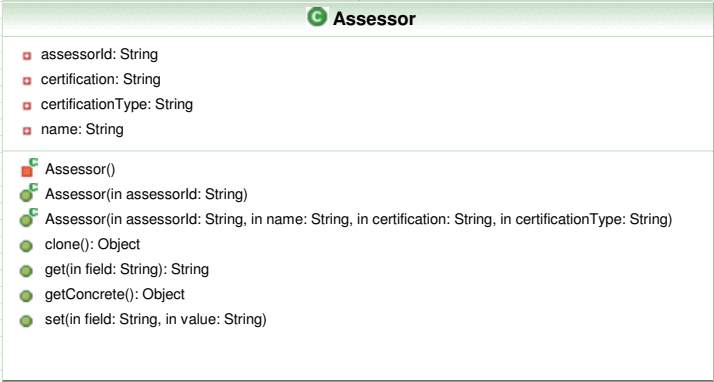 C Assessor
assessorId: String
certification: String
certificationType: String
name: String
C Assessor()
C Assessor(in assessorId: String)
C Assessor(in assessorId: String, in name: String, in certification: String, in certificationType: String)
clone(): Object
get(in field: String): String
getConcrete(): Object
set(in field: String, in value: String)